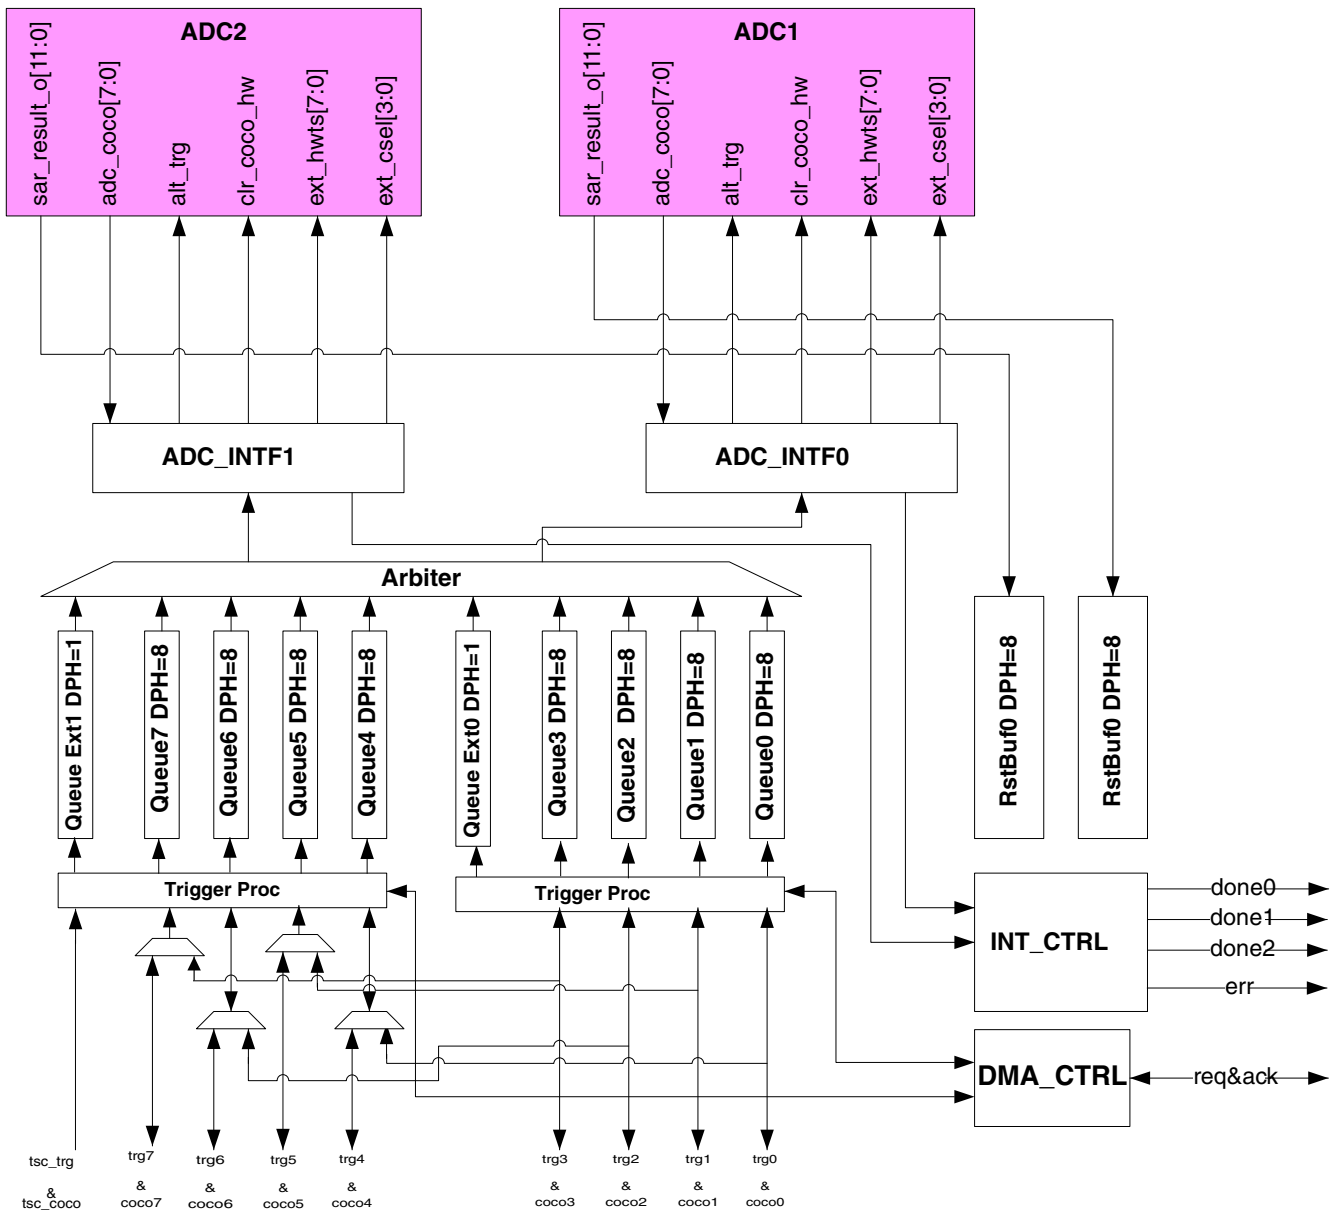 ADC2
sar_result_o[11:0]
adc_coco[7:0]
alt_trg
clr_coco_hw
ext_hwts[7:0]
ext_csel[3:0]
ADC1
sar_result_o[11:0]
adc_coco[7:0]
alt_trg
clr_coco_hw
ext_hwts[7:0]
ext_csel[3:0]
ADC_INTF1
ADC_INTF0
Arbiter
Queue Ext1 DPH=1
Queue7 DPH=8
Queue6 DPH=8
Queue5 DPH=8
Queue4 DPH=8
Queue Ext0 DPH=1
Queue3 DPH=8
Queue2 DPH=8
Queue1 DPH=8
Queue0 DPH=8
RstBuf0 DPH=8
RstBuf0 DPH=8
Trigger Proc
Trigger Proc
INT_CTRL
done0
done1
done2
err
DMA_CTRL
req&ack
tsc_trg
&
tsc_coco
trg7
&
coco7
trg6
&
coco6
trg5
&
coco5
trg4
&
coco4
trg3
&
coco3
trg2
&
coco2
trg1
&
coco1
trg0
&
coco0